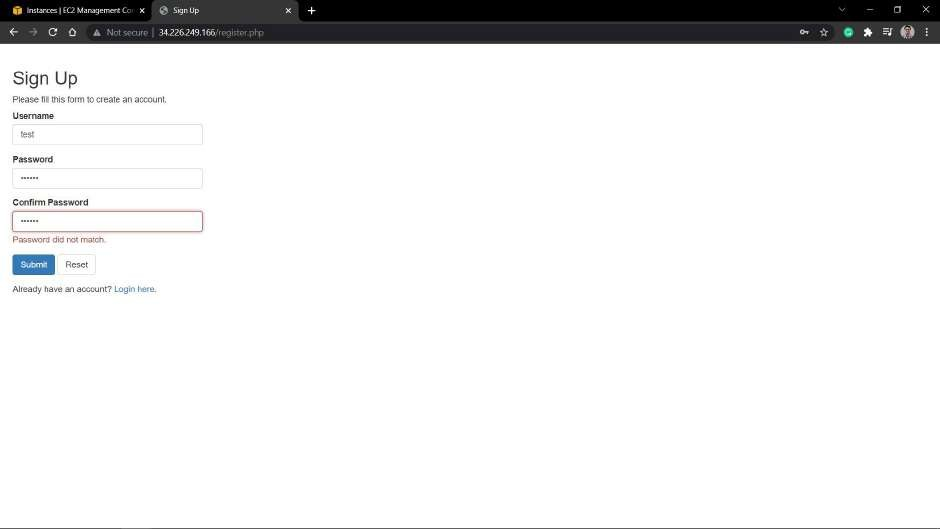 Instances | EC2 Management Co
Sign Up
Not secure
34.226.249.166/register.php
Sign Up
Please fill this form to create an account.
Username
test
Password
••••••
Confirm Password
••••••
Password did not match.
Submit
Reset
Already have an account? Login here.